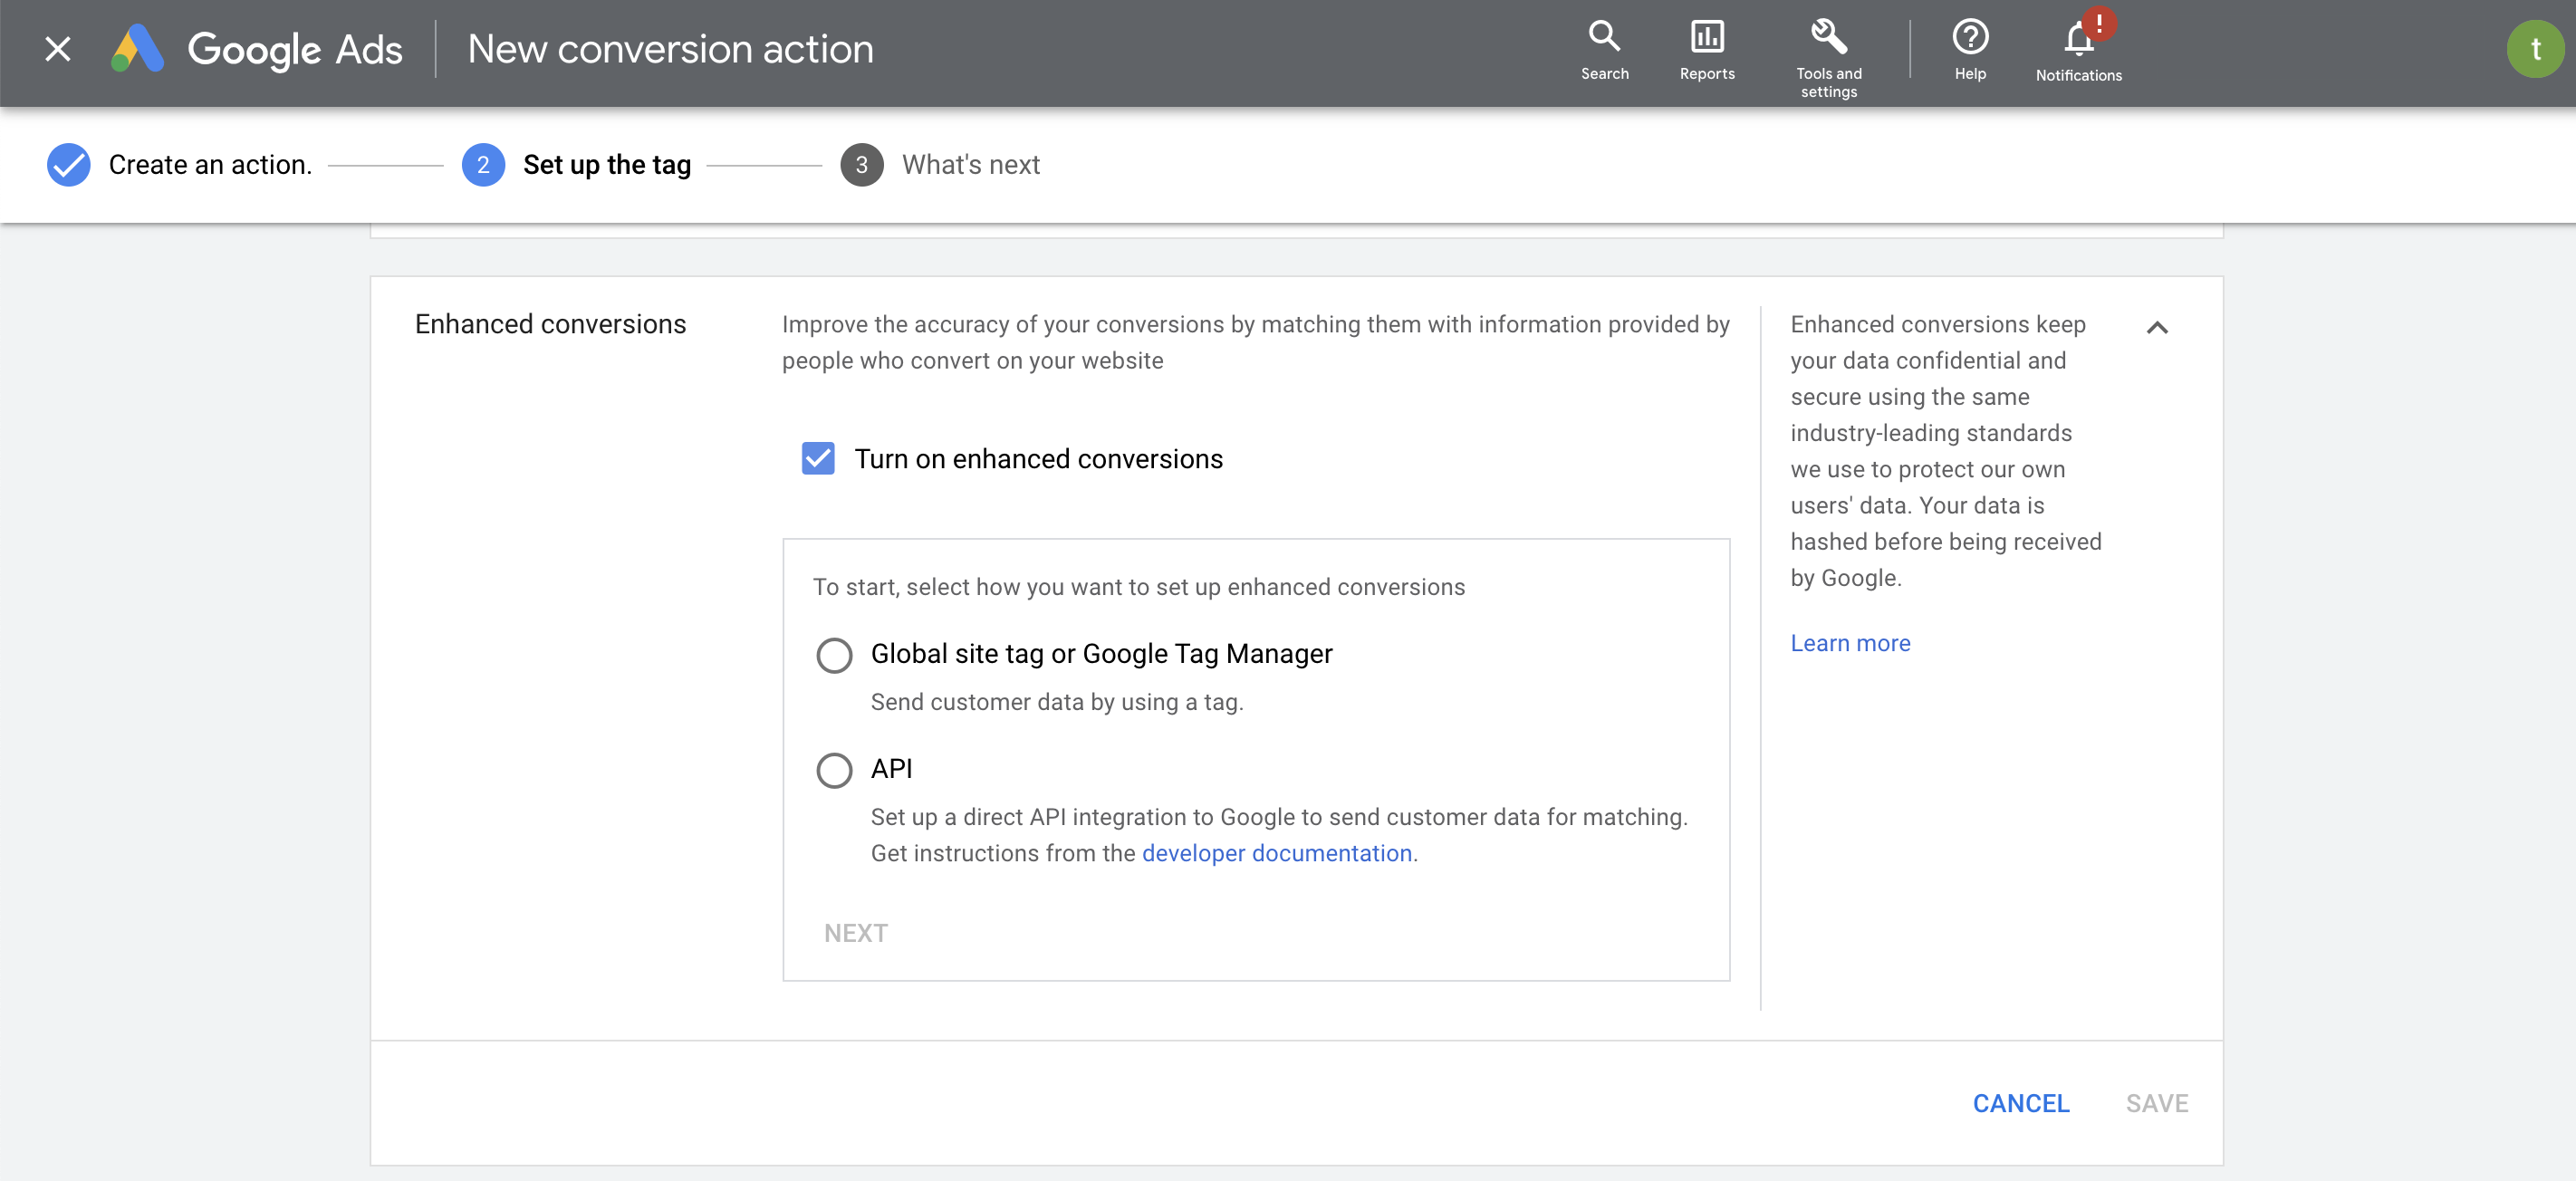 Google Ads
New conversion action
Search
Reports
Tools and
settings
Help
!
Notifications
t
Create an action.
2
Set up the tag
3
What's next
Enhanced conversions
Improve the accuracy of your conversions by matching them with information provided by
people who convert on your website
Turn on enhanced conversions
To start, select how you want to set up enhanced conversions
Global site tag or Google Tag Manager
Send customer data by using a tag.
API
Set up a direct API integration to Google to send customer data for matching.
Get instructions from the developer documentation.
NEXT
Enhanced conversions keep
your data confidential and
secure using the same
industry-leading standards
we use to protect our own
users' data. Your data is
hashed before being received
by Google.
Learn more
CANCEL
SAVE